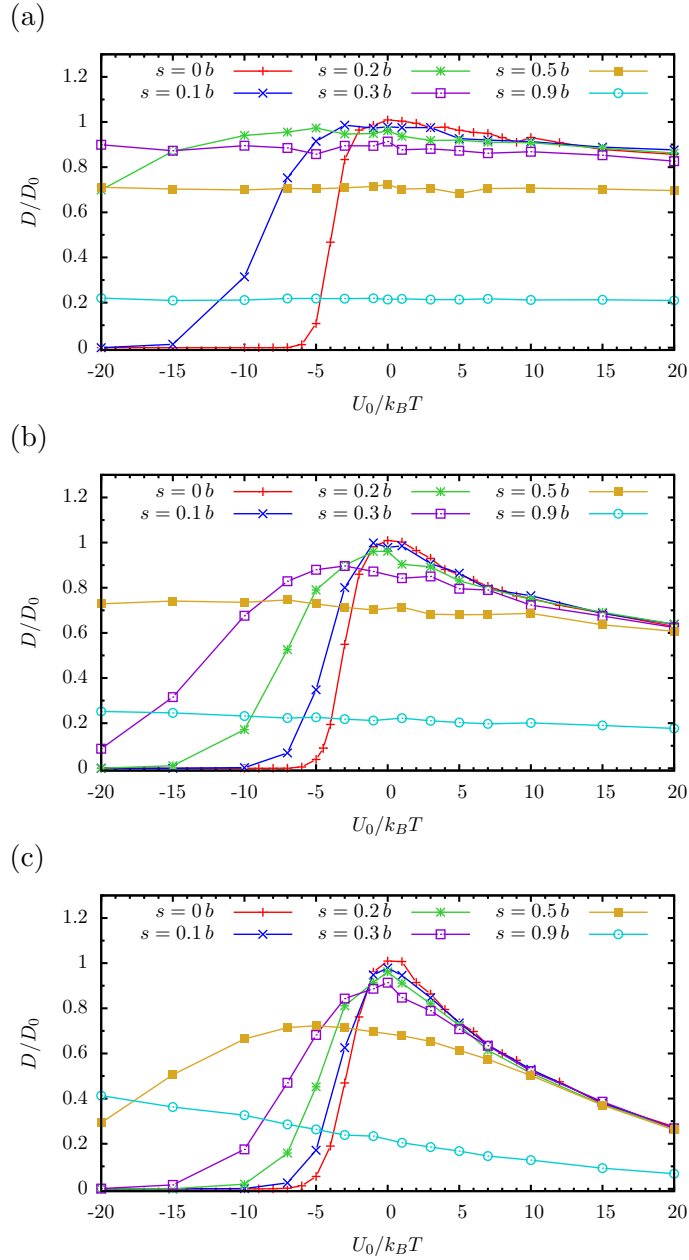 (a)
1.2
s = 0 b
s = 0.2 b
s = 0.5 b
s = 0.1 b
s = 0.3 b
s = 0.9 b
1
0.8
D/D₀
0.6
0.4
0.2
0
-20 -15 -10 -5 0 5 10 15 20
U₀/k_BT
(b)
1.2
s = 0 b
s = 0.2 b
s = 0.5 b
s = 0.1 b
s = 0.3 b
s = 0.9 b
1
0.8
D/D₀
0.6
0.4
0.2
0
-20 -15 -10 -5 0 5 10 15 20
U₀/k_BT
(c)
1.2
s = 0 b
s = 0.2 b
s = 0.5 b
s = 0.1 b
s = 0.3 b
s = 0.9 b
1
0.8
D/D₀
0.6
0.4
0.2
0
-20 -15 -10 -5 0 5 10 15 20
U₀/k_BT